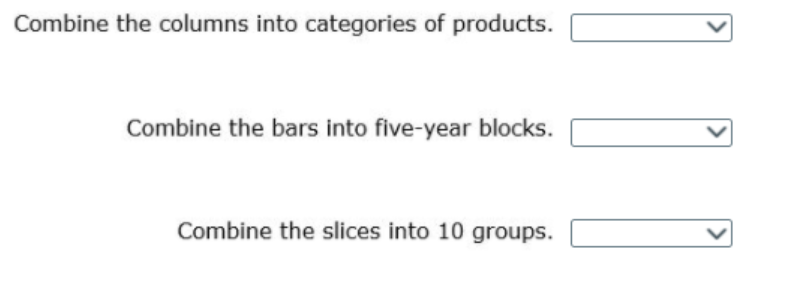 Combine the columns into categories of products.
Combine the bars into five-year blocks.
Combine the slices into 10 groups.